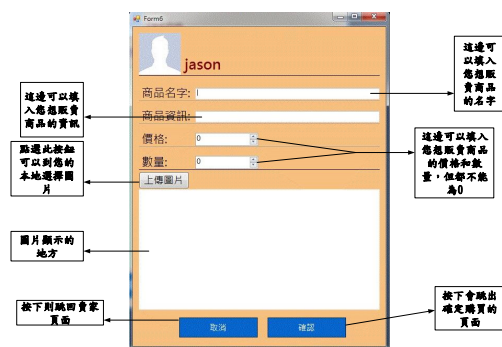 Form6
jason
商品名字:
商品資訊:
價格:
0
數量:
0
上傳圖片
取消
確認
這邊可以填
入您想販賣
商品的資訊
點選此按鈕
可以到您的
本地選擇圖
片
圖片顯示的
地方
按下則跳回賣家
頁面
這邊可
以填入
您想販
賣商品
的名字
這邊可以填入
您想販賣商品
的價格和數
量，但都不能
為0
按下會跳出
確定購買的
頁面